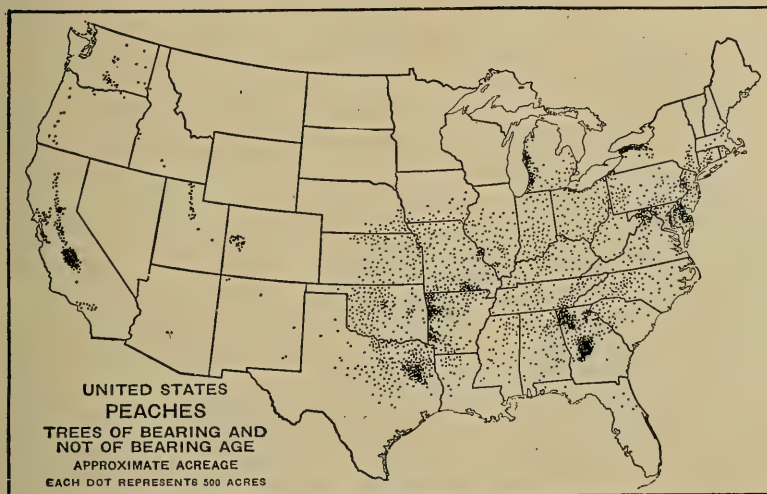 UNITED STATES
PEACHES
TREES OF BEARING AND
NOT OF BEARING AGE
APPROXIMATE ACREAGE
EACH DOT REPRESENTS 500 ACRES